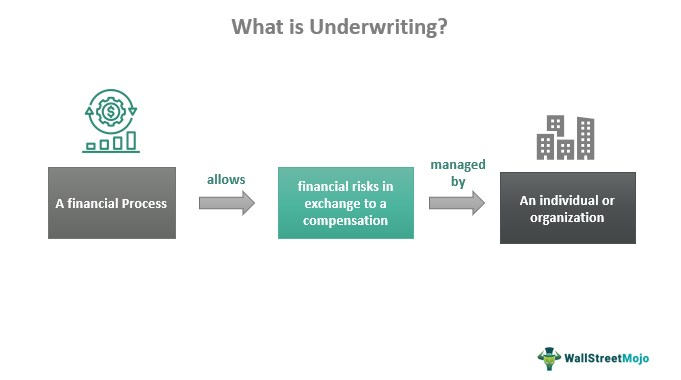 What is Underwriting?
A financial Process
allows
financial risks in
exchange to a
compensation
managed
by
An individual or
organization
WallStreetMojo